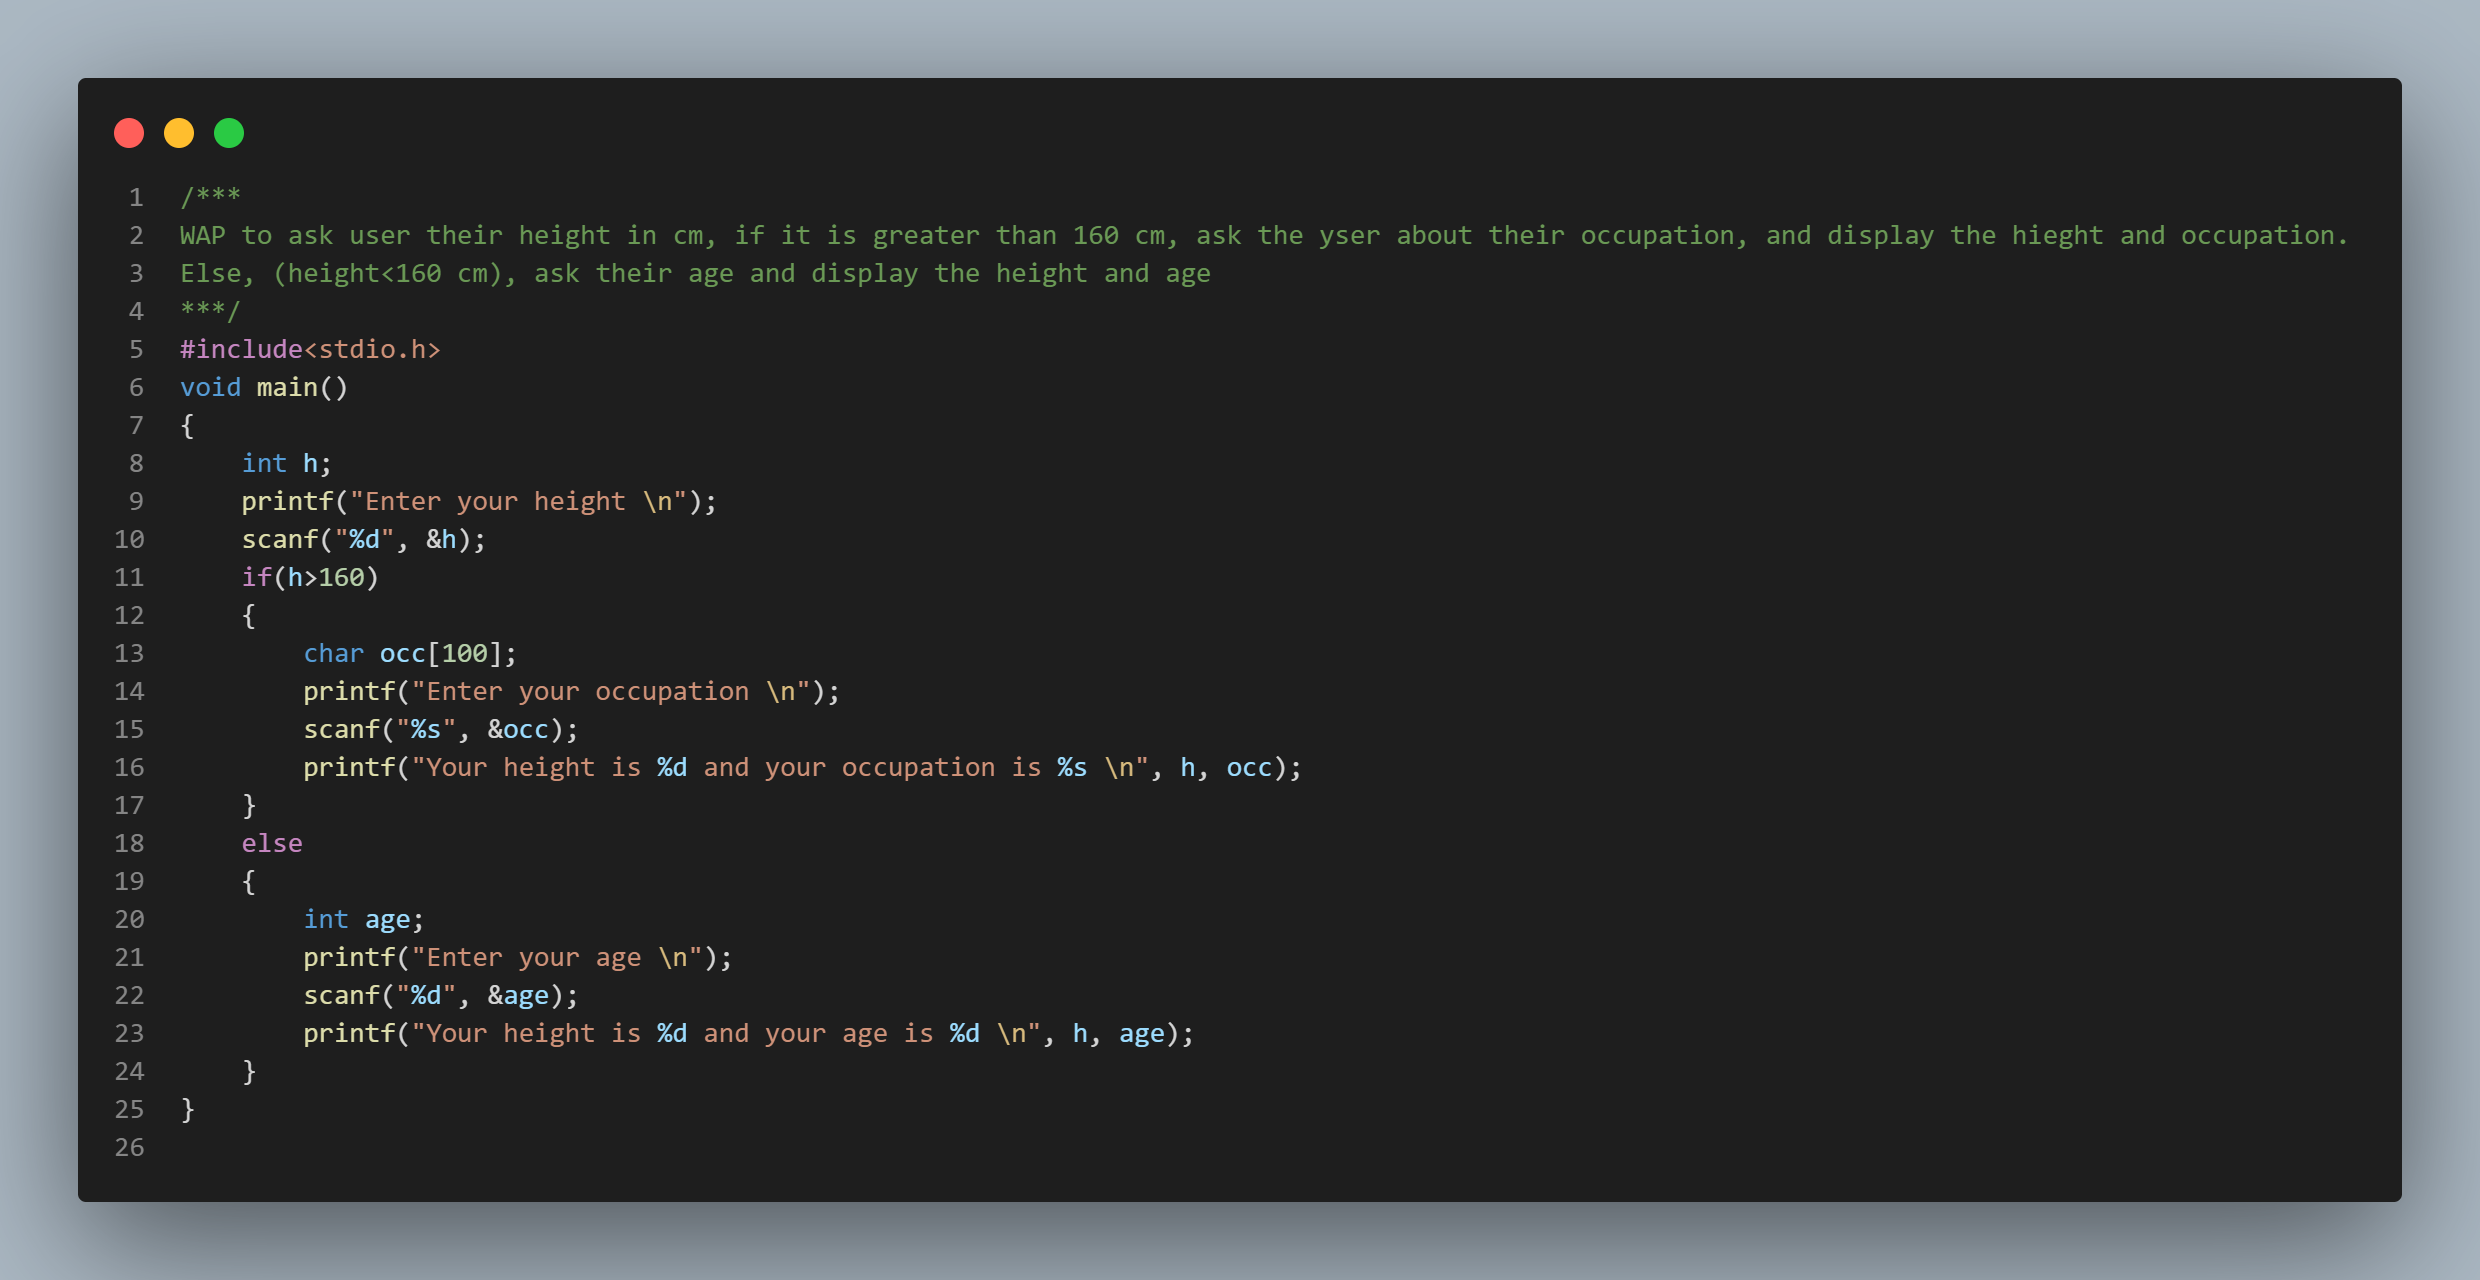 1 /***
2 WAP to ask user their height in cm, if it is greater than 160 cm, ask the yser about their occupation, and display the hieght and occupation.
3 Else, (height<160 cm), ask their age and display the height and age
4 ***/
5 #include<stdio.h>
6 void main()
7 {
8     int h;
9     printf("Enter your height \n");
10     scanf("%d", &h);
11     if(h>160)
12     {
13         char occ[100];
14         printf("Enter your occupation \n");
15         scanf("%s", &occ);
16         printf("Your height is %d and your occupation is %s \n", h, occ);
17     }
18     else
19     {
20         int age;
21         printf("Enter your age \n");
22         scanf("%d", &age);
23         printf("Your height is %d and your age is %d \n", h, age);
24     }
25 }
26